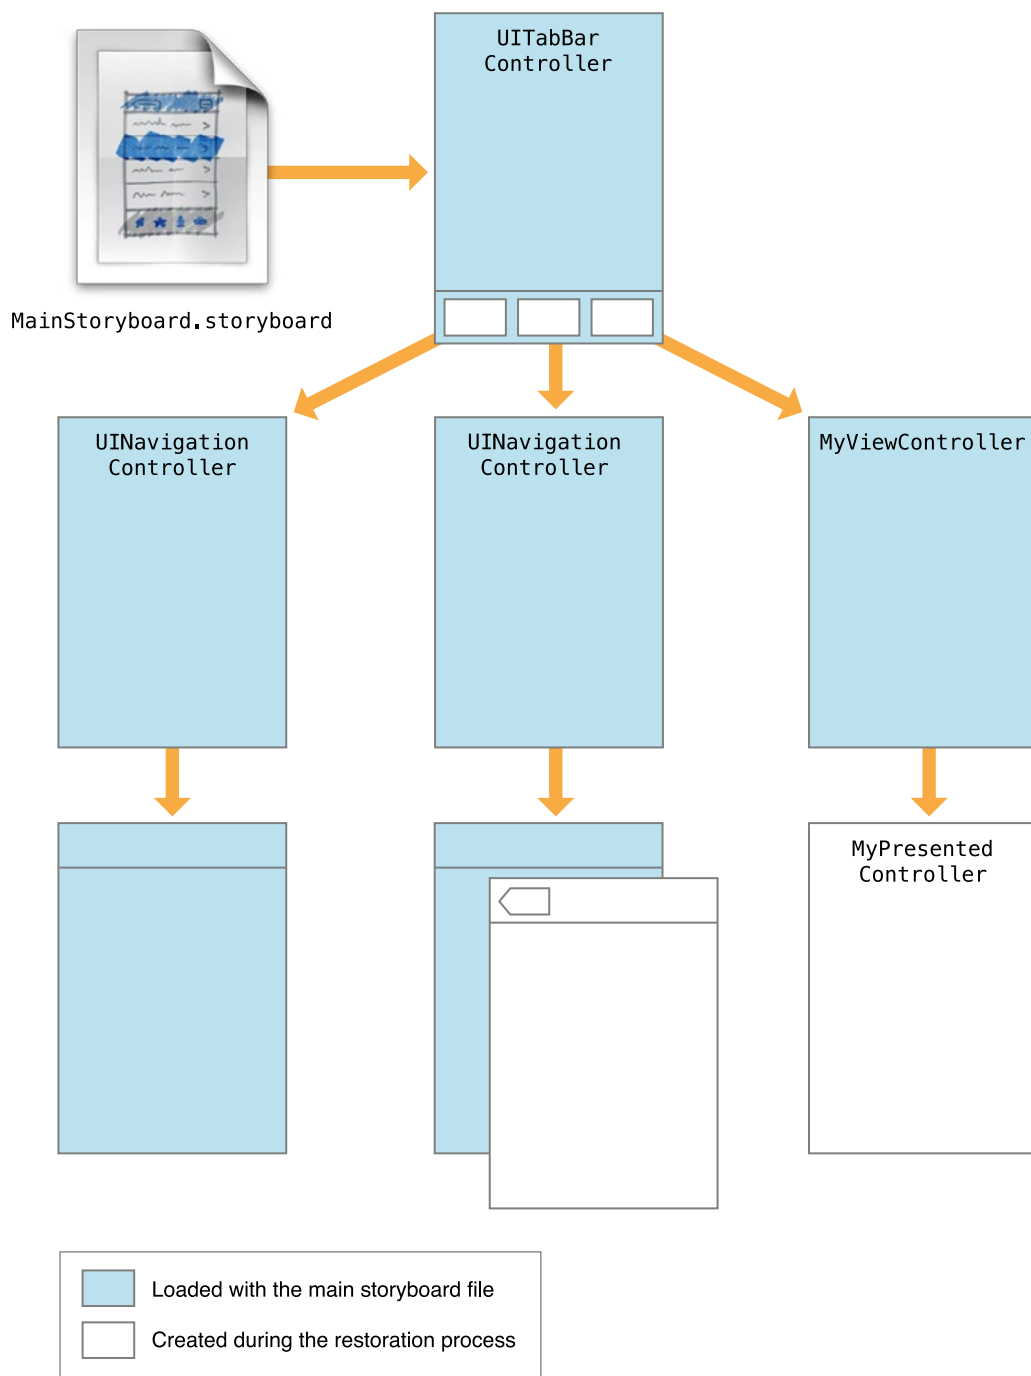 UITabBar
Controller
MainStoryboard.storyboard
UINavigation
Controller
UINavigation
Controller
MyViewController
MyPresented
Controller
Loaded with the main storyboard file
Created during the restoration process